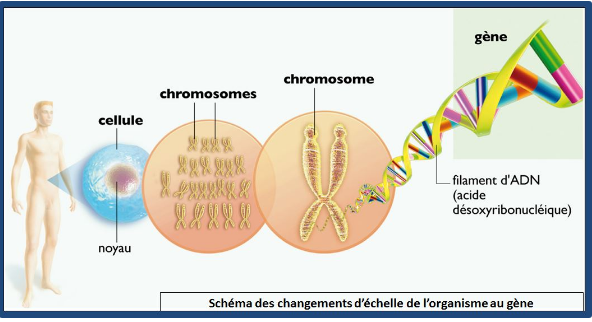 gène
chromosome
chromosomes
cellule
filament d'ADN
(acide
désoxyribonucléique)
noyau
Schéma des changements d'échelle de l'organisme au gène